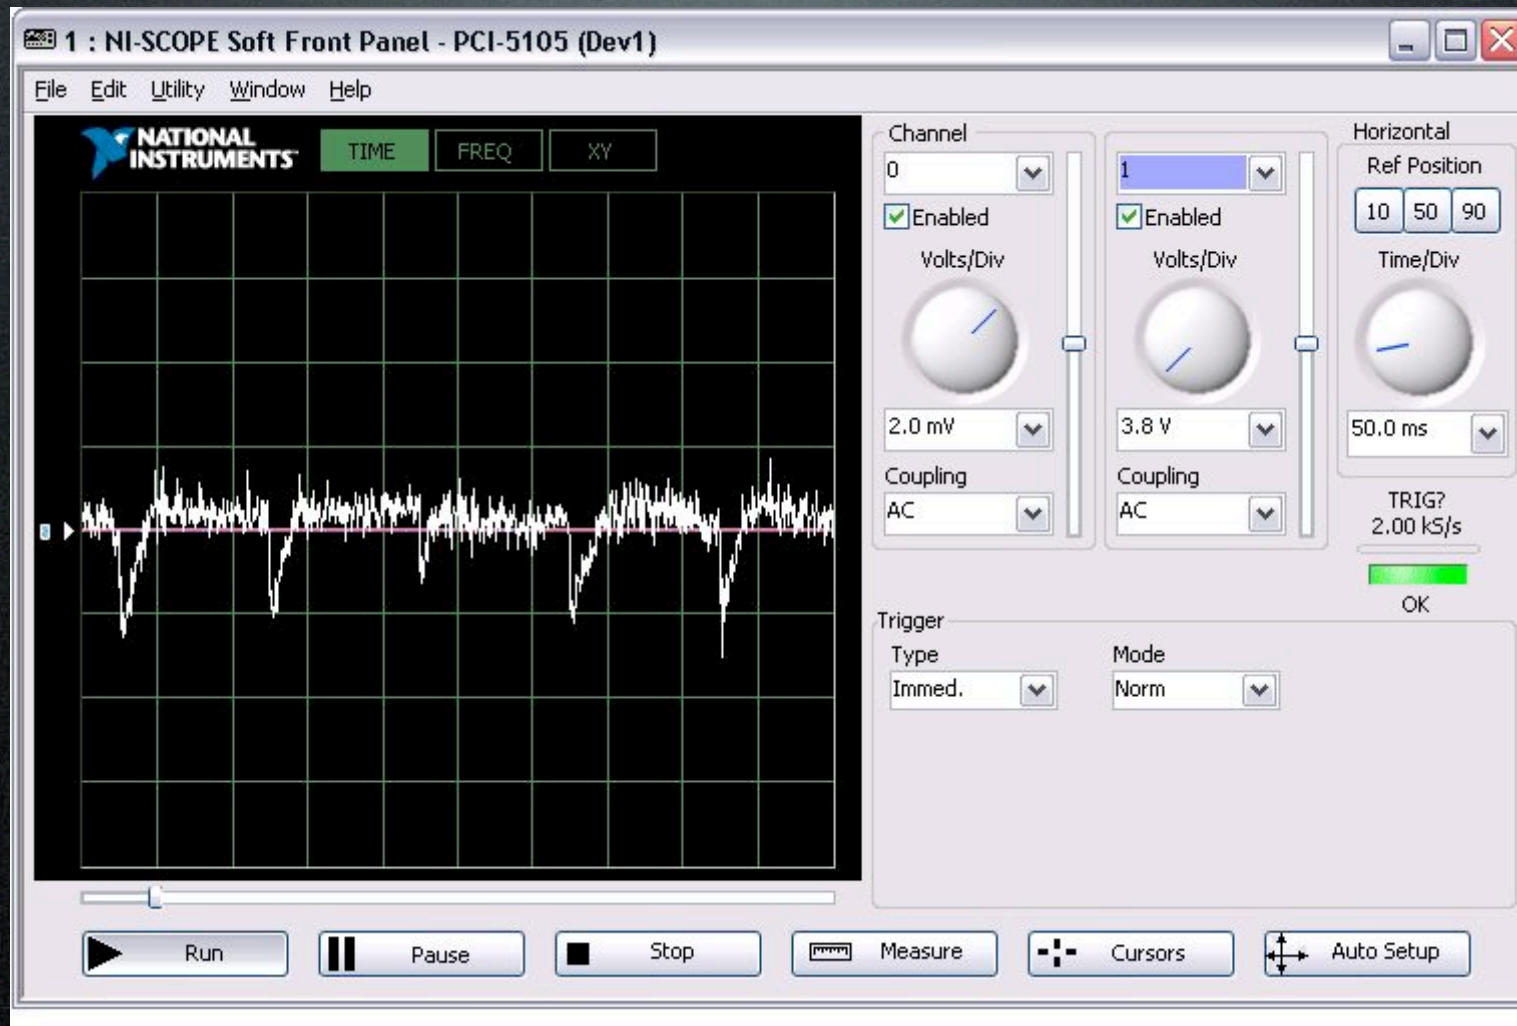 1 : NI-SCOPE Soft Front Panel - PCI-5105 (Dev1)
File Edit Utility Window Help
NATIONAL
INSTRUMENTS
TIME FREQ XY
Channel
0
Enabled
Volts/Div
2.0 mV
Coupling
AC
1
Enabled
Volts/Div
3.8 V
Coupling
AC
Horizontal
Ref Position
10 50 90
Time/Div
50.0 ms
TRIG?
2.00 kS/s
OK
Trigger
Type
Immed.
Mode
Norm
Run Pause Stop Measure Cursors Auto Setup